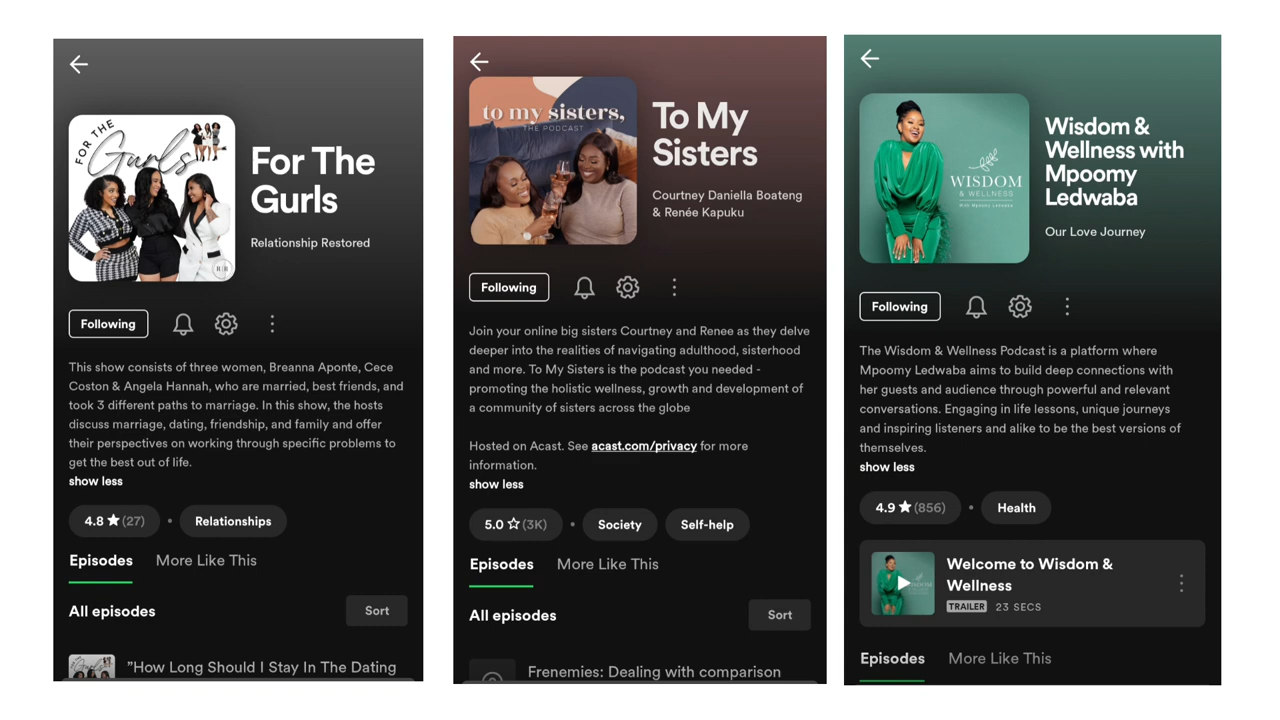 FOR THE
Gurls
For The
Gurls
Relationship Restored
Following
This show consists of three women, Breanna Aponte, Cece
Coston & Angela Hannah, who are married, best friends, and
took 3 different paths to marriage. In this show, the hosts
discuss marriage, dating, friendship, and family and offer
their perspectives on working through specific problems to
get the best out of life.
show less
4.8 ★ (27) • Relationships
Episodes More Like This
All episodes Sort
"How Long Should I Stay In The Dating
to my sisters,
THE PODCAST
To My
Sisters
Courtney Daniella Boateng
& Renée Kapuku
Following
Join your online big sisters Courtney and Renee as they delve
deeper into the realities of navigating adulthood, sisterhood
and more. To My Sisters is the podcast you needed -
promoting the holistic wellness, growth and development of
a community of sisters across the globe
Hosted on Acast. See acast.com/privacy for more
information.
show less
5.0 ☆ (3K) • Society Self-help
Episodes More Like This
All episodes Sort
Frenemies: Dealing with comparison
WISDOM
& WELLNESS
With Mpoomy Ledwaba
Wisdom &
Wellness with
Mpoomy
Ledwaba
Our Love Journey
Following
The Wisdom & Wellness Podcast is a platform where
Mpoomy Ledwaba aims to build deep connections with
her guests and audience through powerful and relevant
conversations. Engaging in life lessons, unique journeys
and inspiring listeners and alike to be the best versions of
themselves.
show less
4.9 ★ (856) • Health
Welcome to Wisdom &
Wellness
TRAILER 23 SECS
Episodes More Like This